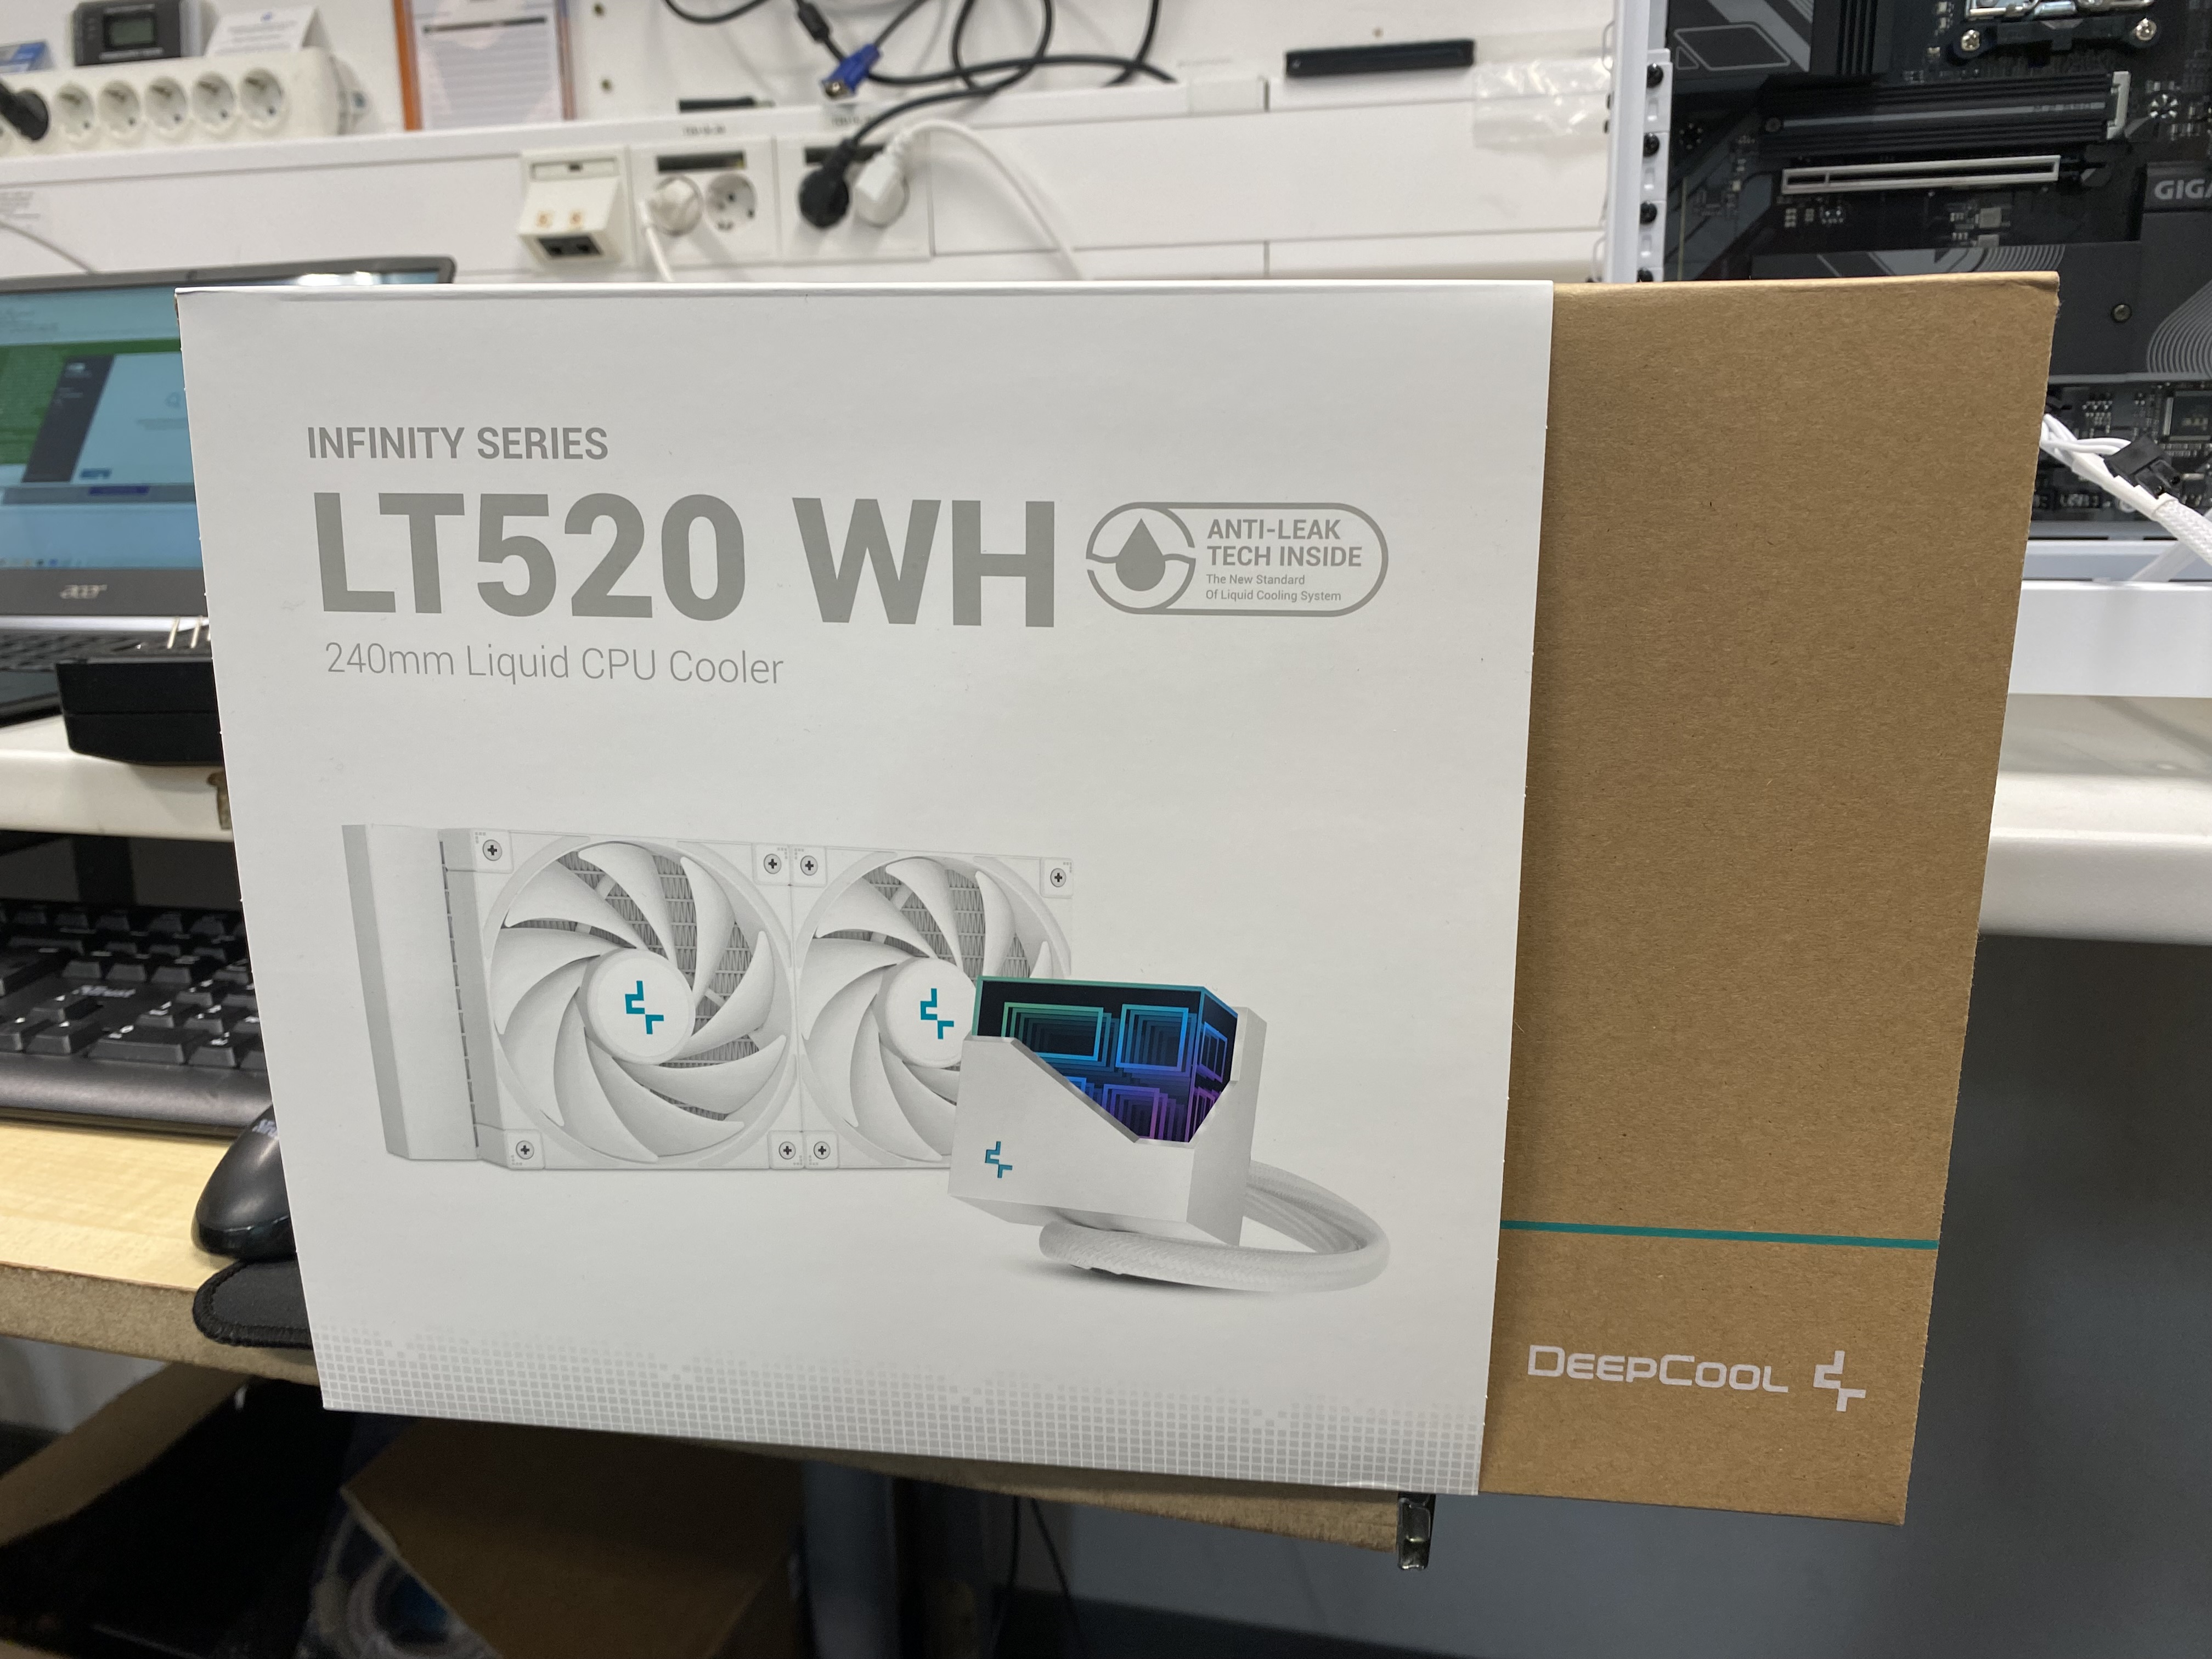 INFINITY SERIES
LT520 WH
ANTI-LEAK
TECH INSIDE
The New Standard
Of Liquid Cooling System
240mm Liquid CPU Cooler
DEEPCOOL
acer